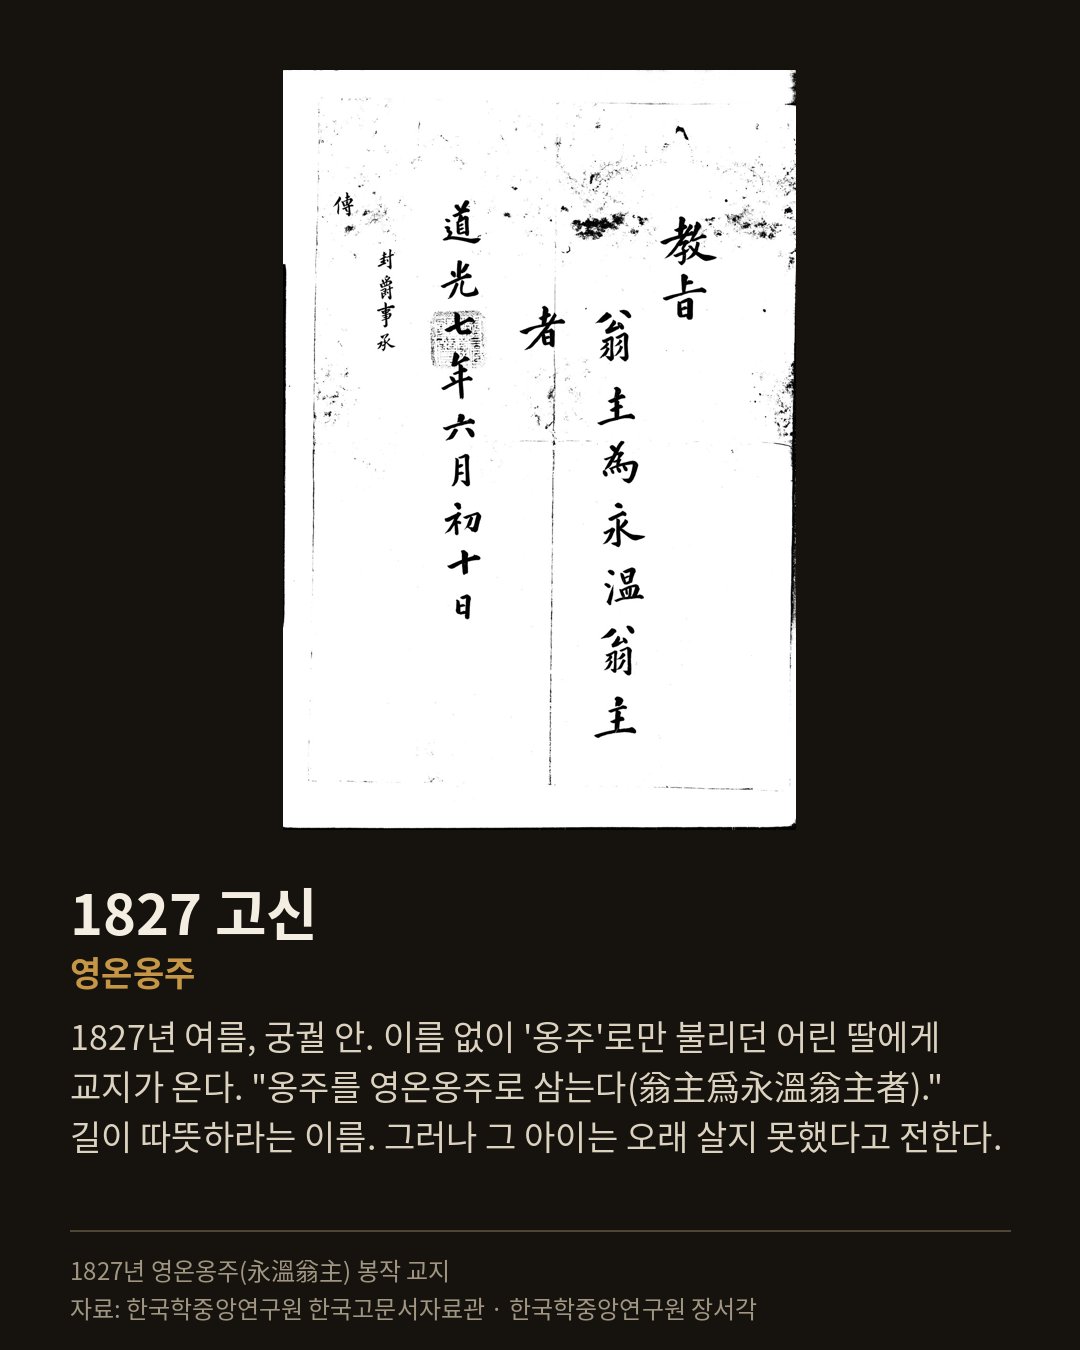 教旨
翁主為永温翁主
者
道光七年六月初十日
封爵事承
傳
1827 고신
영온옹주
1827년 여름, 궁궐 안. 이름 없이 '옹주'로만 불리던 어린 딸에게
교지가 온다. "옹주를 영온옹주로 삼는다(翁主爲永溫翁主者)."
길이 따뜻하라는 이름. 그러나 그 아이는 오래 살지 못했다고 전한다.
1827년 영온옹주(永溫翁主) 봉작 교지
자료: 한국학중앙연구원 한국고문서자료관 · 한국학중앙연구원 장서각